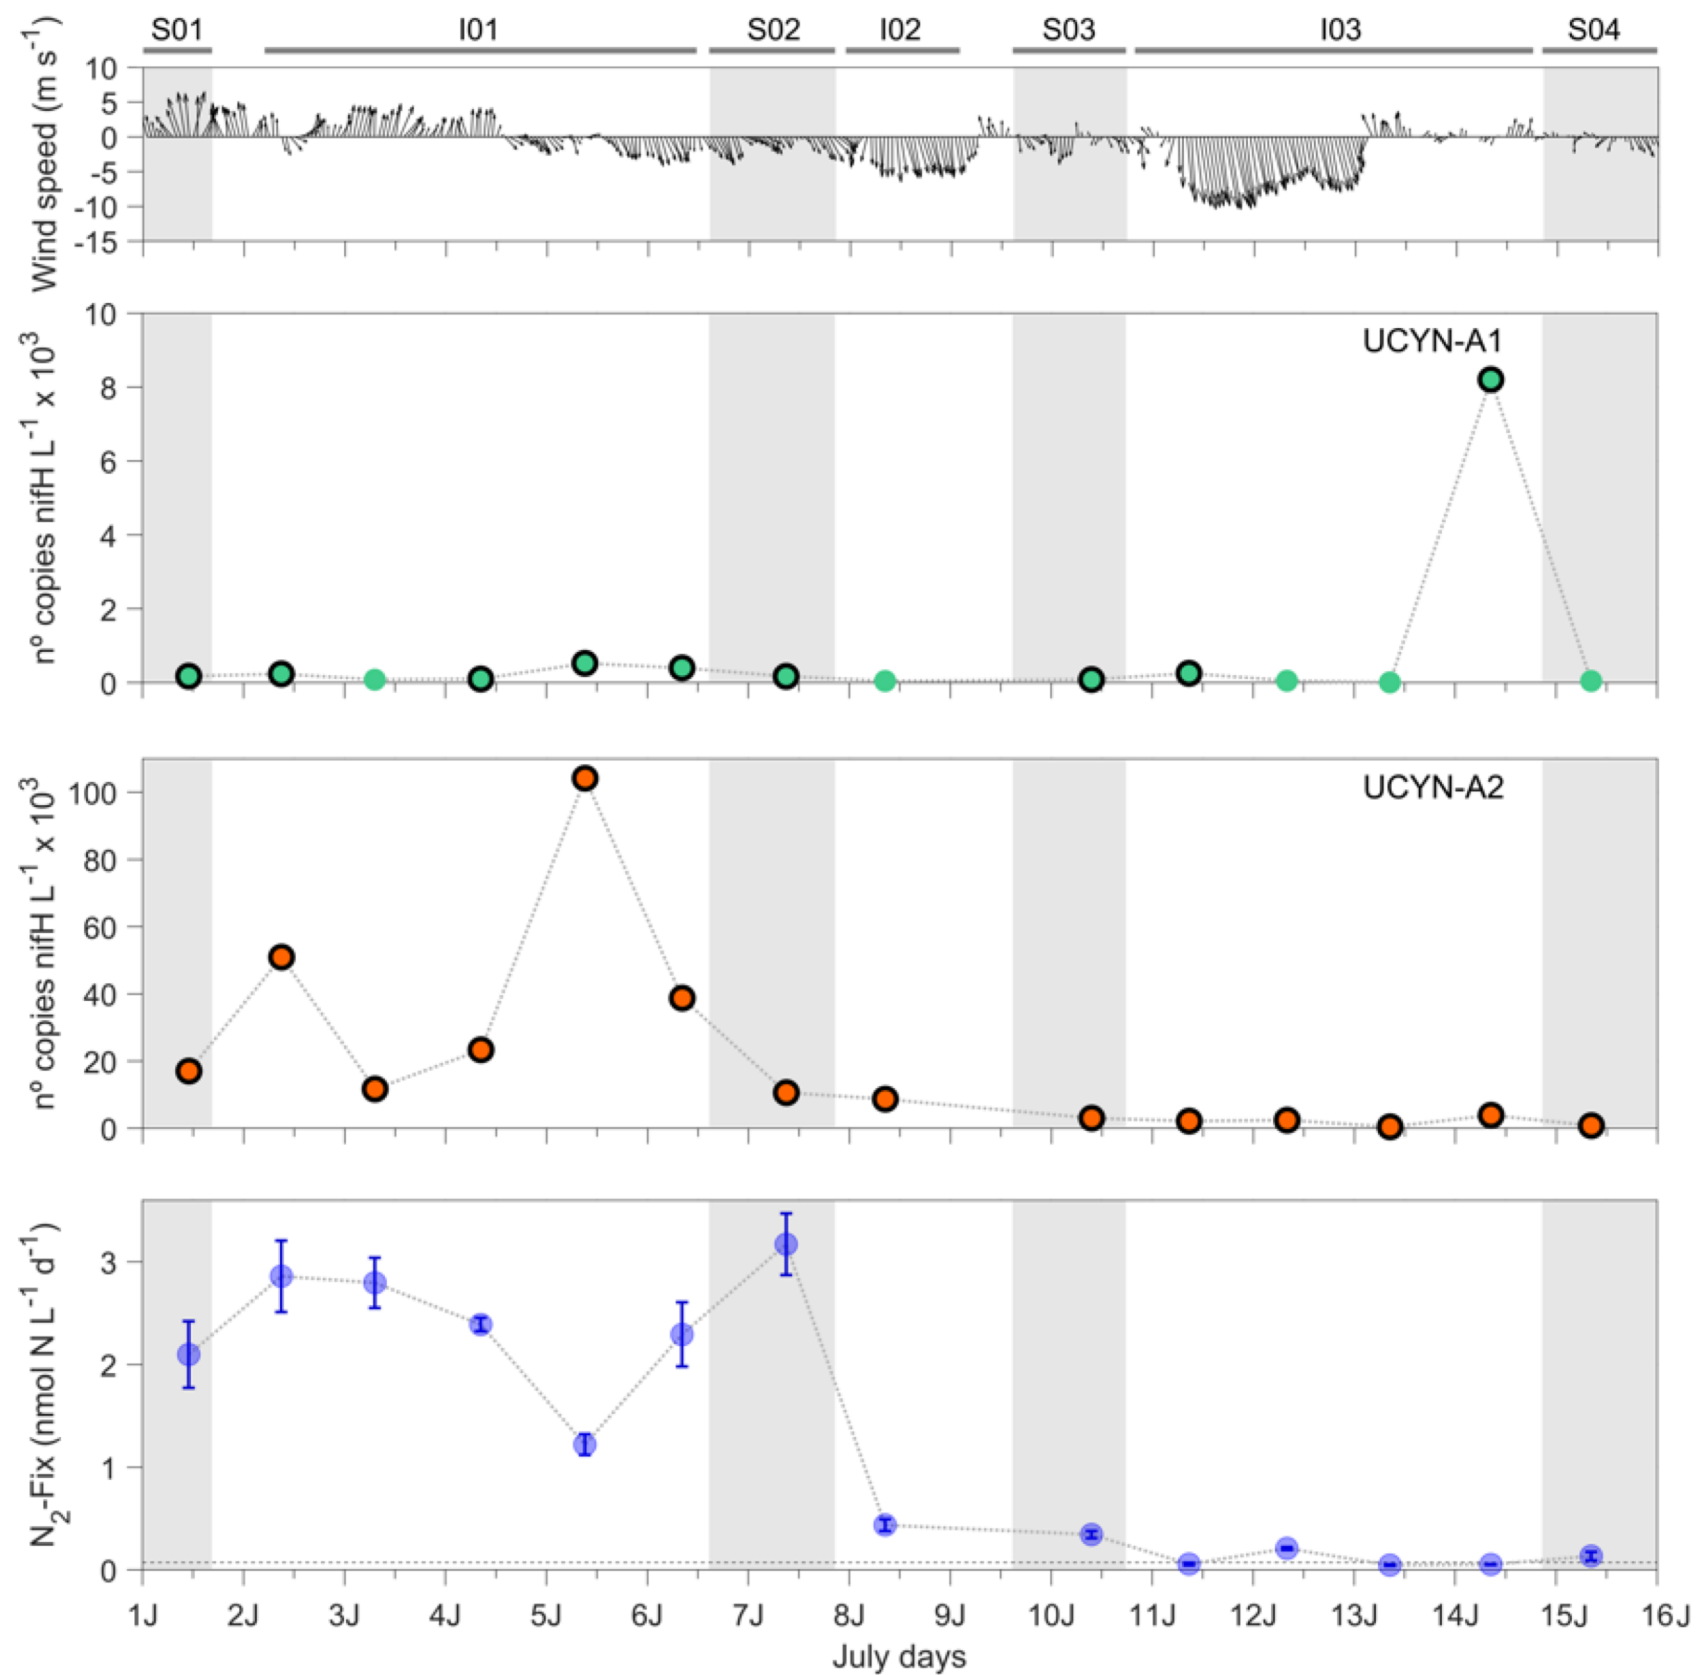 S01 I01 S02 I02 S03 I03 S04
Wind speed (m s⁻¹)
10
5
0
-5
-10
-15
nº copies nifH L⁻¹ x 10³
UCYN-A1
10
8
6
4
2
0
nº copies nifH L⁻¹ x 10³
UCYN-A2
100
80
60
40
20
0
N₂-Fix (nmol N L⁻¹ d⁻¹)
3
2
1
0
1J 2J 3J 4J 5J 6J 7J 8J 9J 10J 11J 12J 13J 14J 15J 16J
July days